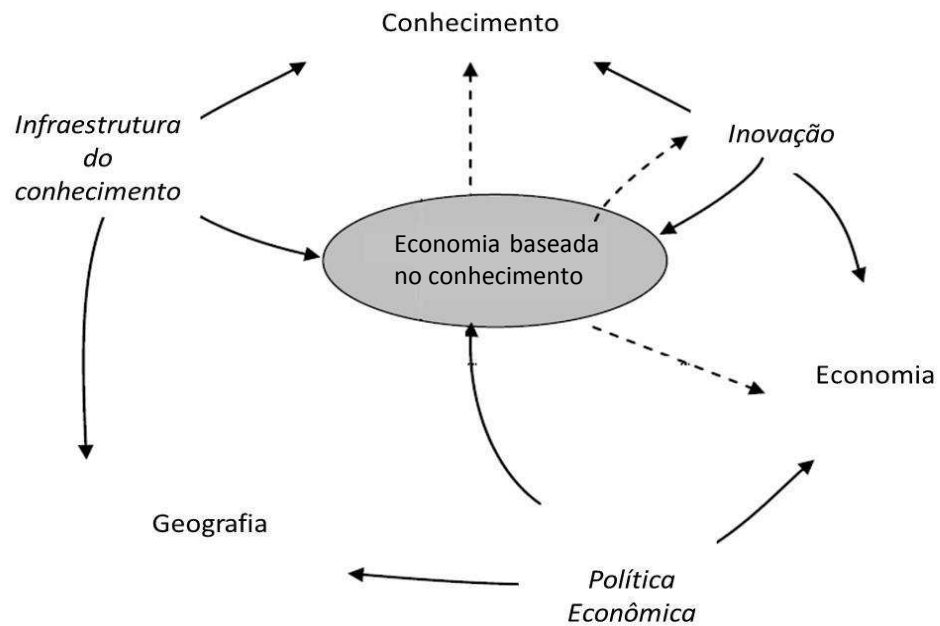 Conhecimento
Infraestrutura
do
conhecimento
Inovação
Economia baseada
no conhecimento
Economia
Geografia
Política
Econômica